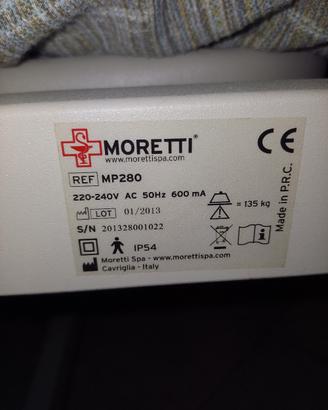 MORETTI®
www.morettispa.com
CE
REF MP280
220-240V AC 50Hz 600 mA
= 135 kg
LOT 01/2013
S/N 201328001022
IP54
Moretti Spa - www.morettispa.com
Cavriglia - Italy
Made in P.R.C.